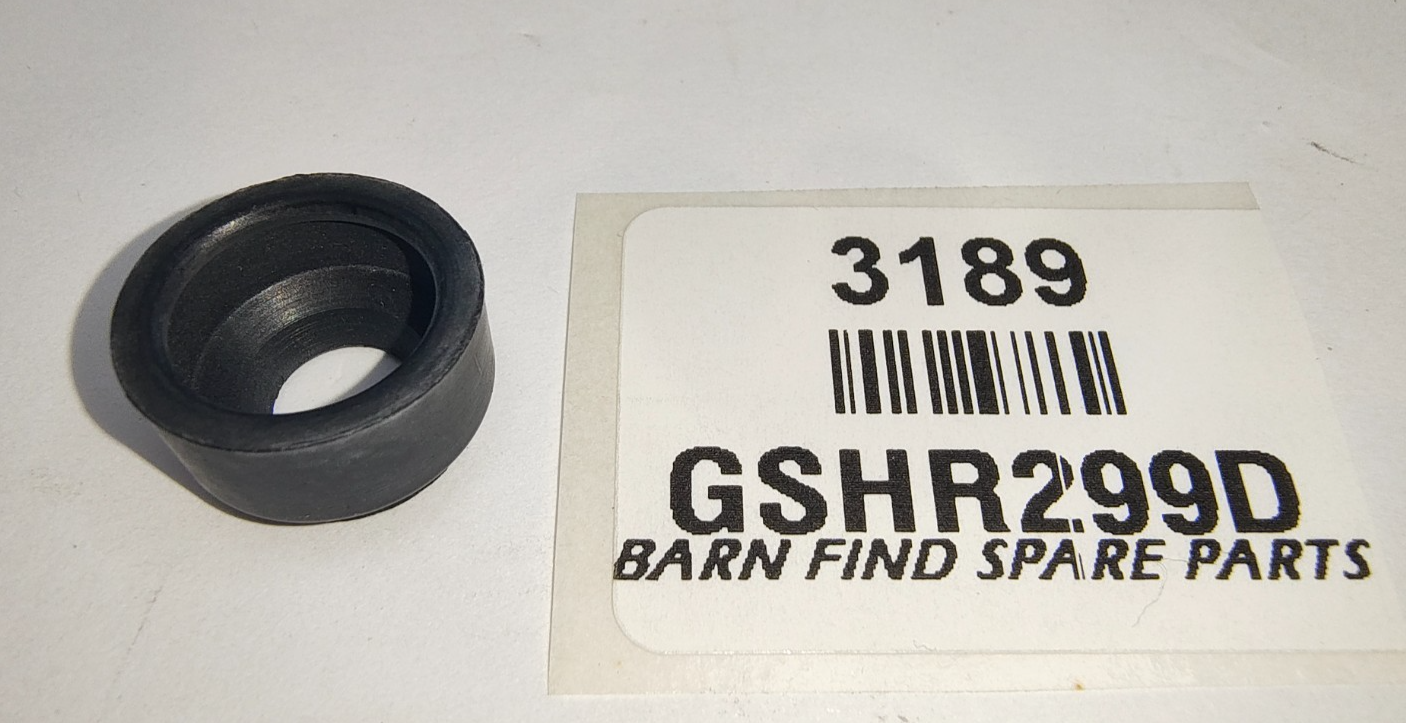 3189
GSHR299D
BARN FIND SPARE PARTS